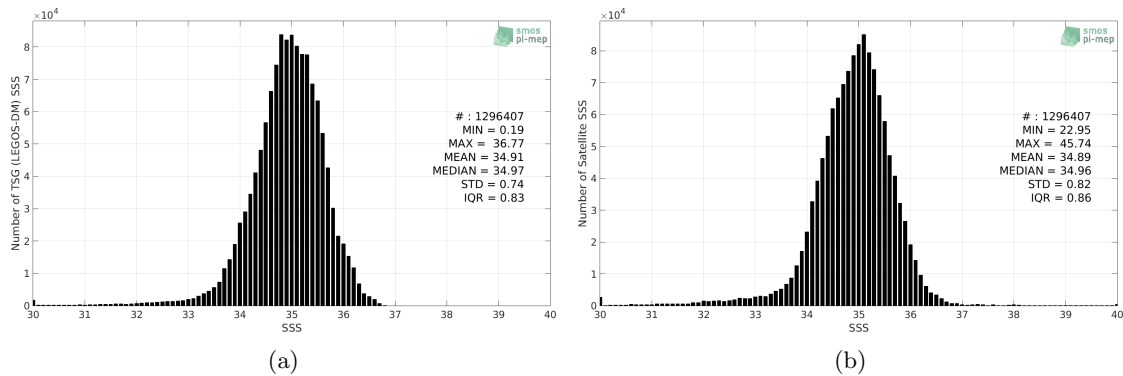 ×10⁴
smos
pi-mep
Number of TSG (LEGOS-DM) SSS
8
7
6
5
4
3
2
1
0
# : 1296407
MIN = 0.19
MAX = 36.77
MEAN = 34.91
MEDIAN = 34.97
STD = 0.74
IQR = 0.83
30 31 32 33 34 35 36 37 38 39 40
SSS
(a)
×10⁴
smos
pi-mep
Number of Satellite SSS
8
7
6
5
4
3
2
1
0
# : 1296407
MIN = 22.95
MAX = 45.74
MEAN = 34.89
MEDIAN = 34.96
STD = 0.82
IQR = 0.86
30 31 32 33 34 35 36 37 38 39 40
SSS
(b)